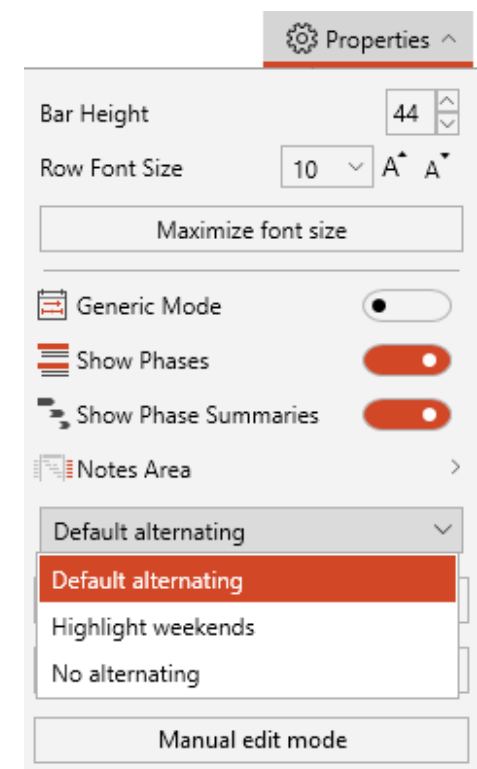 Properties
Bar Height 44
Row Font Size 10 A A
Maximize font size
Generic Mode
Show Phases
Show Phase Summaries
Notes Area
Default alternating
Default alternating
Highlight weekends
No alternating
Manual edit mode